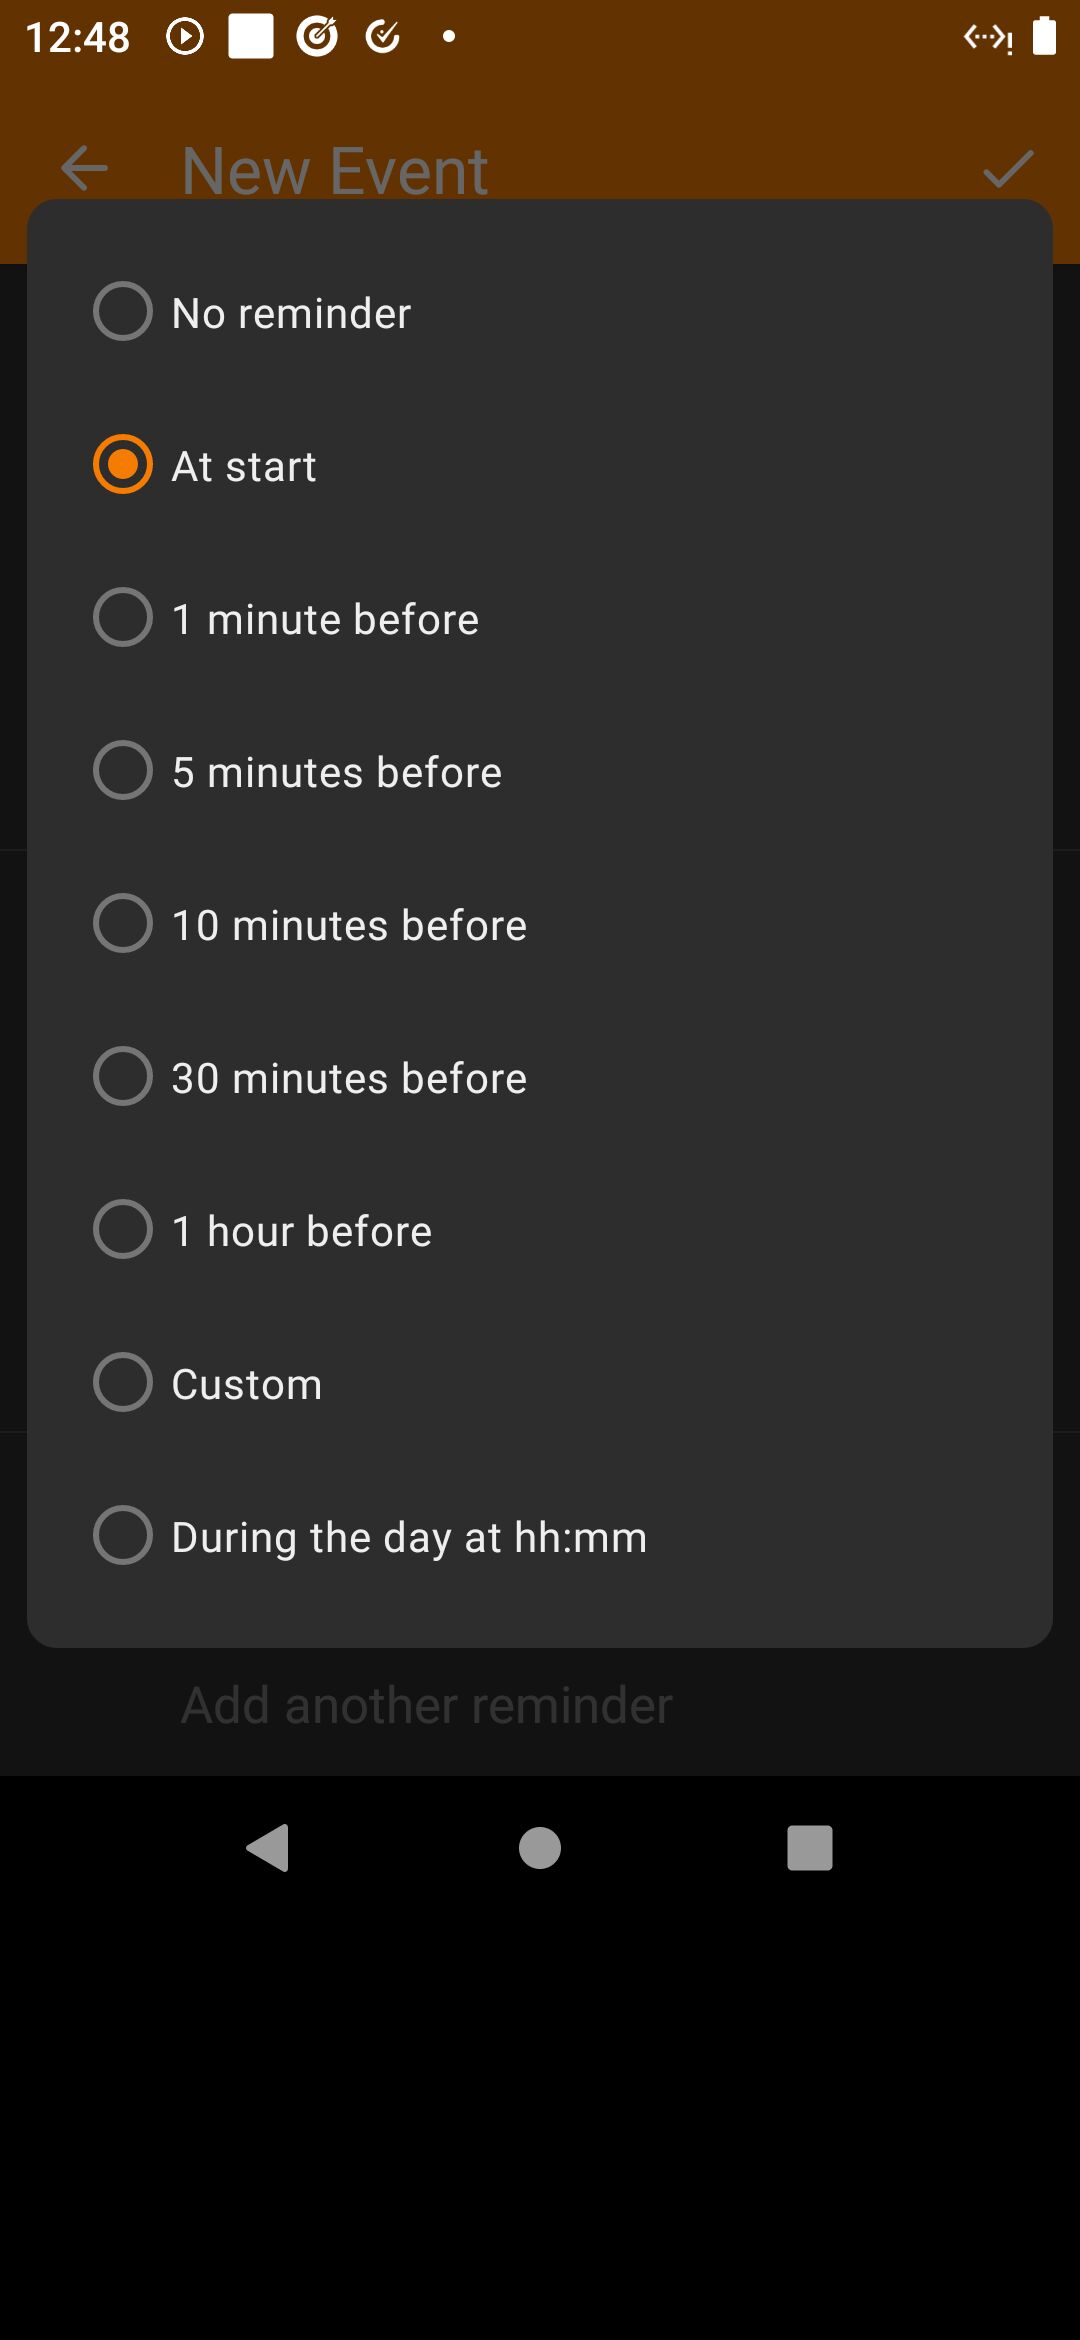 12:48
New Event
No reminder
At start
1 minute before
5 minutes before
10 minutes before
30 minutes before
1 hour before
Custom
During the day at hh:mm
Add another reminder